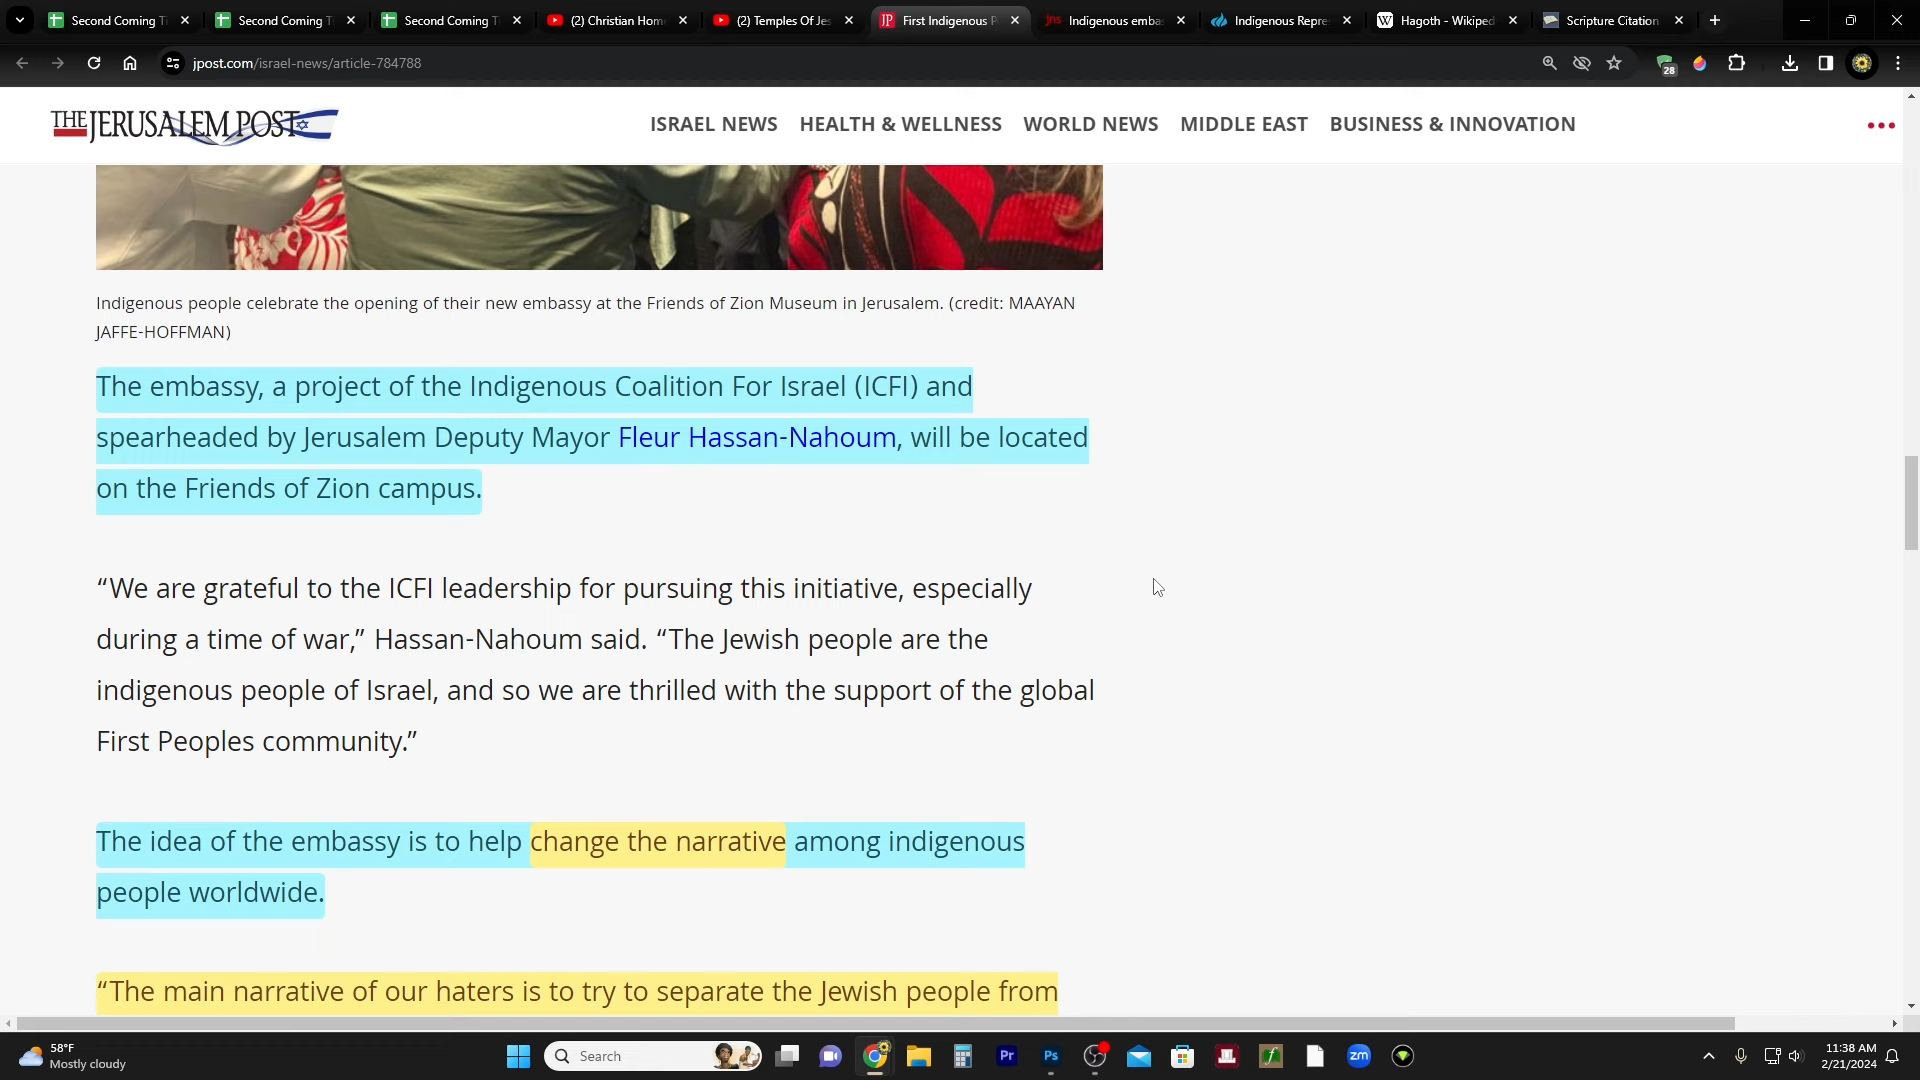 Second Coming T
Second Coming T
Second Coming T
(2) Christian Hom
(2) Temples Of Je
First Indigenous P
Indigenous emba
Indigenous Repre
Hagoth - Wikiped
Scripture Citation
jpost.com/israel-news/article-784788
28
THE JERUSALEM POST
ISRAEL NEWS HEALTH & WELLNESS WORLD NEWS MIDDLE EAST BUSINESS & INNOVATION
Indigenous people celebrate the opening of their new embassy at the Friends of Zion Museum in Jerusalem. (credit: MAAYAN
JAFFE-HOFFMAN)
The embassy, a project of the Indigenous Coalition For Israel (ICFI) and
spearheaded by Jerusalem Deputy Mayor Fleur Hassan-Nahoum, will be located
on the Friends of Zion campus.
“We are grateful to the ICFI leadership for pursuing this initiative, especially
during a time of war,” Hassan-Nahoum said. “The Jewish people are the
indigenous people of Israel, and so we are thrilled with the support of the global
First Peoples community.”
The idea of the embassy is to help change the narrative among indigenous
people worldwide.
“The main narrative of our haters is to try to separate the Jewish people from
58°F
Mostly cloudy
Search
Pr
Ps
zm
11:38 AM
2/21/2024